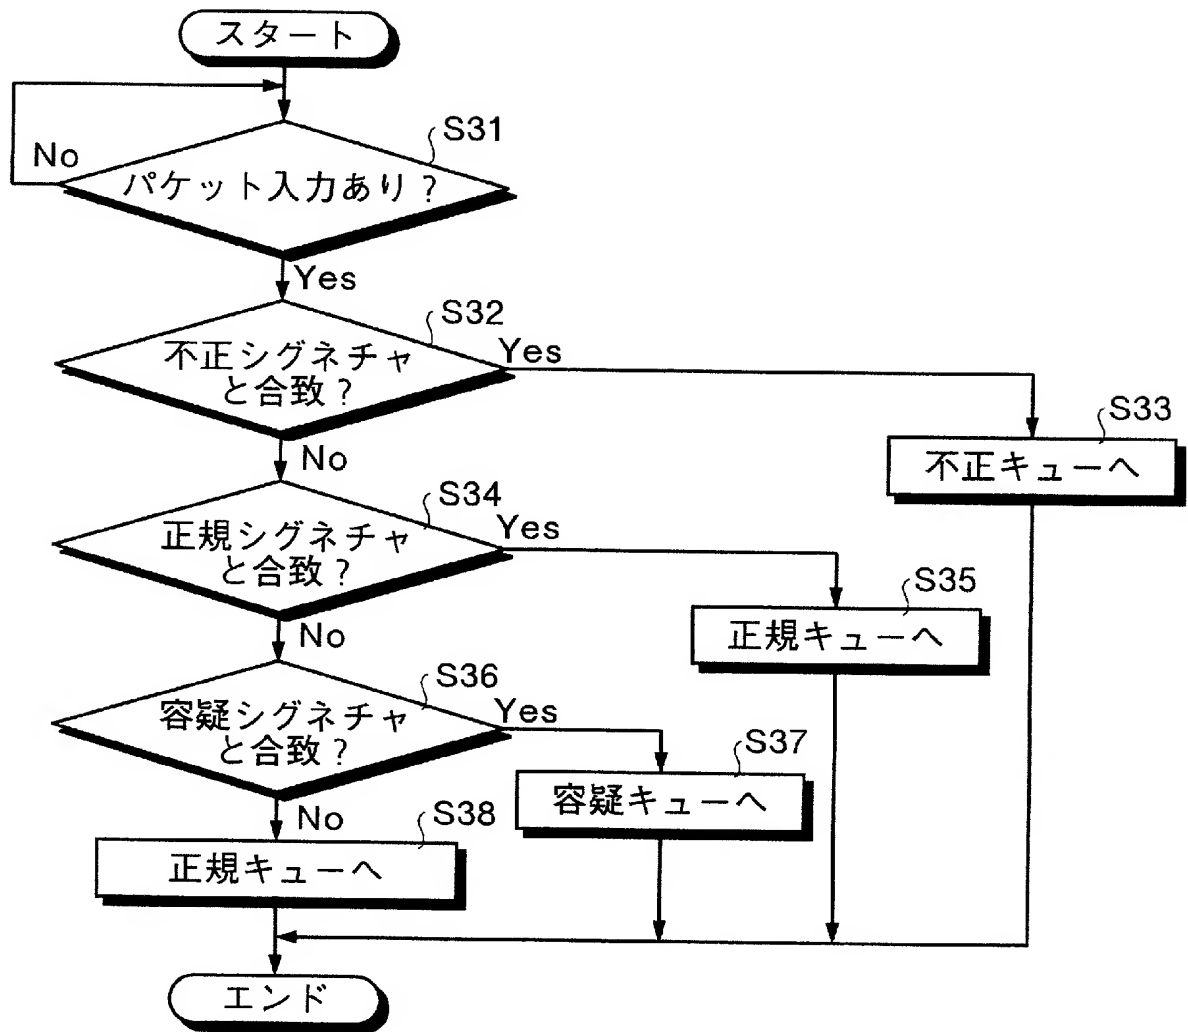 スタート
S31
No
パケット入力あり?
Yes
S32
不正シグネチャ
と合致?
Yes
S33
不正キューへ
No
S34
正規シグネチャ
と合致?
Yes
S35
正規キューへ
No
S36
容疑シグネチャ
と合致?
Yes
S37
容疑キューへ
No
S38
正規キューへ
エンド